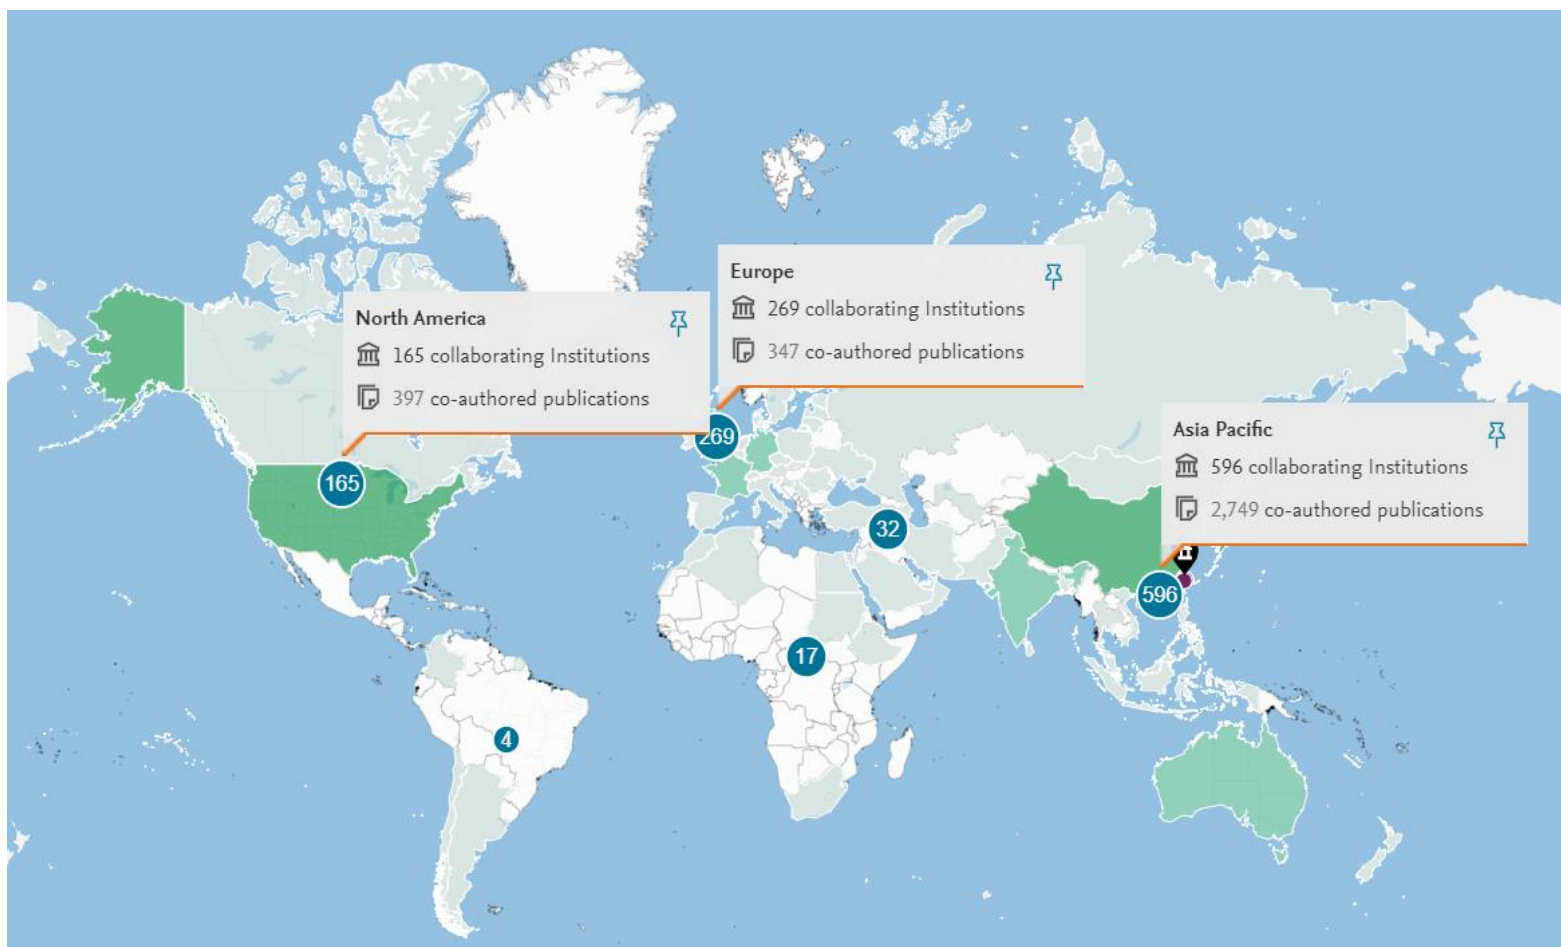 North America
165 collaborating Institutions
397 co-authored publications
Europe
269 collaborating Institutions
347 co-authored publications
Asia Pacific
596 collaborating Institutions
2,749 co-authored publications
269
165
32
596
17
4